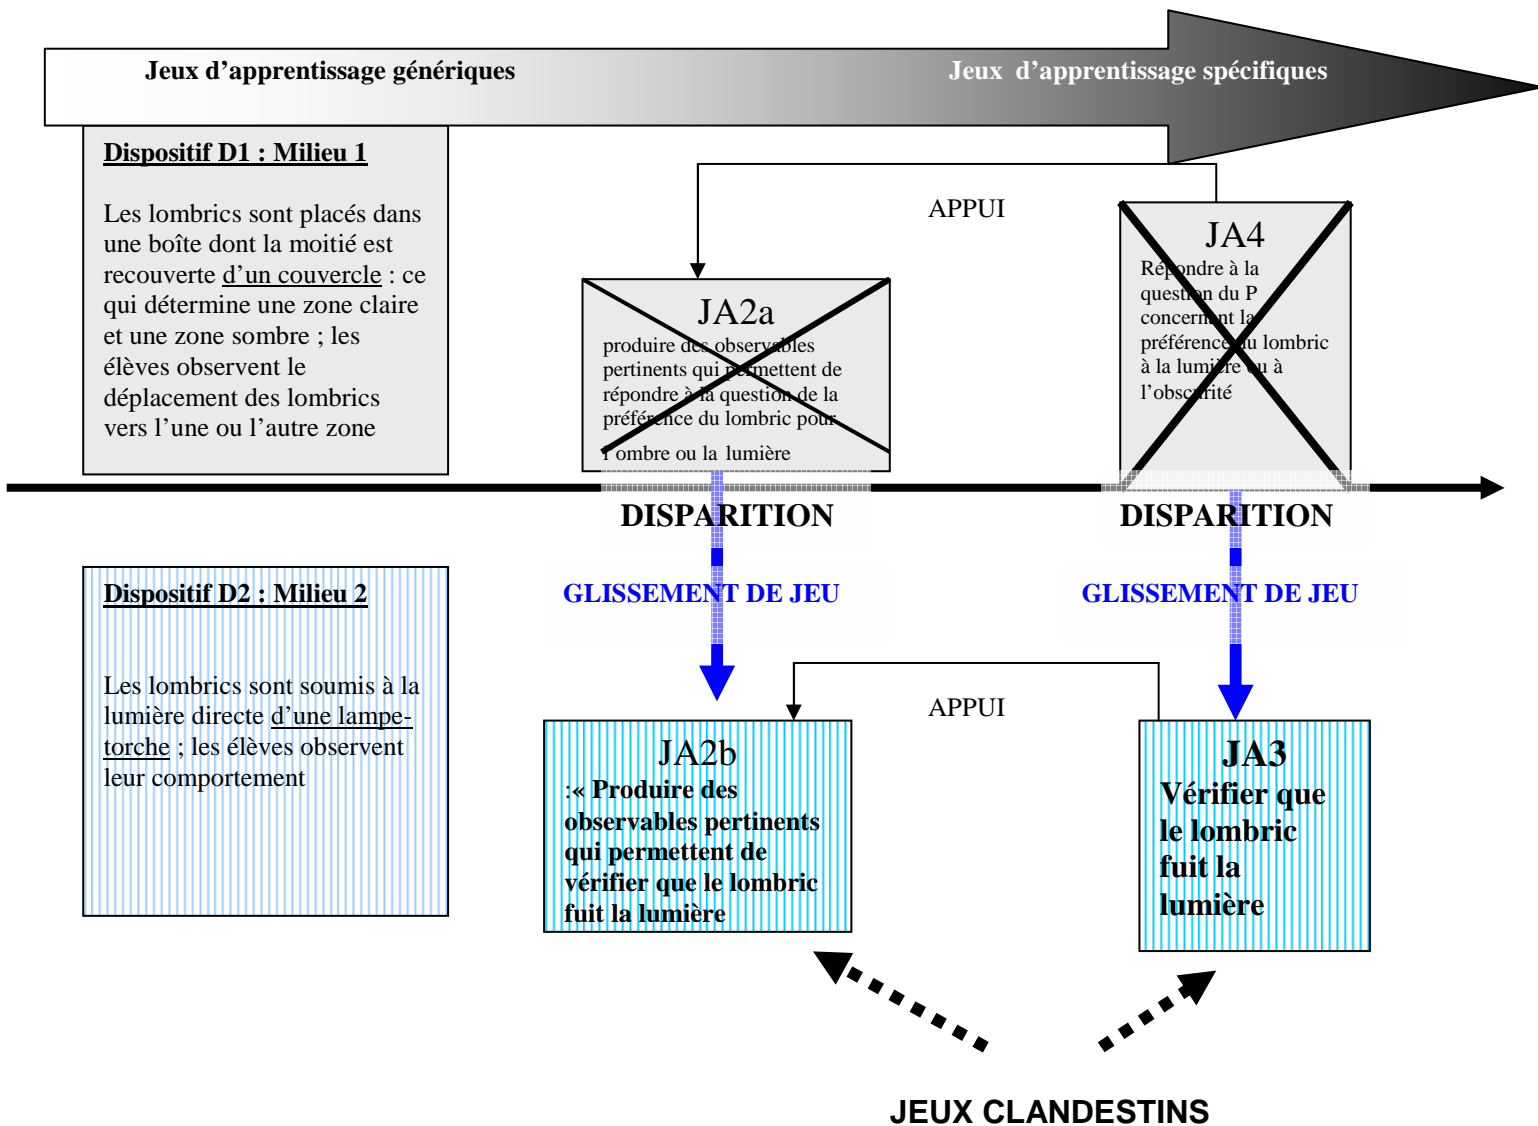 Jeux d'apprentissage génériques
Jeux d'apprentissage spécifiques
Dispositif D1 : Milieu 1
Les lombrics sont placés dans
une boîte dont la moitié est
recouverte d'un couvercle : ce
qui détermine une zone claire
et une zone sombre ; les
élèves observent le
déplacement des lombrics
vers l'une ou l'autre zone
APPUI
JA2a
produire des observables
pertinents qui permettent de
répondre à la question de la
préférence du lombric pour
l'ombre ou la lumière
JA4
Répondre à la
question du P
concernant la
préférence du lombric
à la lumière ou à
l'obscurité
DISPARITION
DISPARITION
GLISSEMENT DE JEU
GLISSEMENT DE JEU
Dispositif D2 : Milieu 2
Les lombrics sont soumis à la
lumière directe d'une lampe-
torche ; les élèves observent
leur comportement
APPUI
JA2b
:« Produire des
observables pertinents
qui permettent de
vérifier que le lombric
fuit la lumière
JA3
Vérifier que
le lombric
fuit la
lumière
JEUX CLANDESTINS